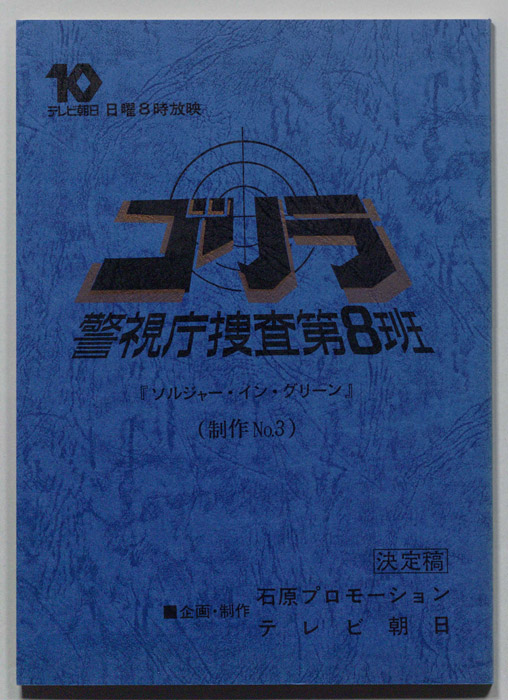 10
テレビ朝日 日曜8時放映
ゴリラ
警視庁捜査第8班
『ソルジャー・イン・グリーン』
(制作No.3)
決定稿
■企画・制作 石原プロモーション
テレビ朝日